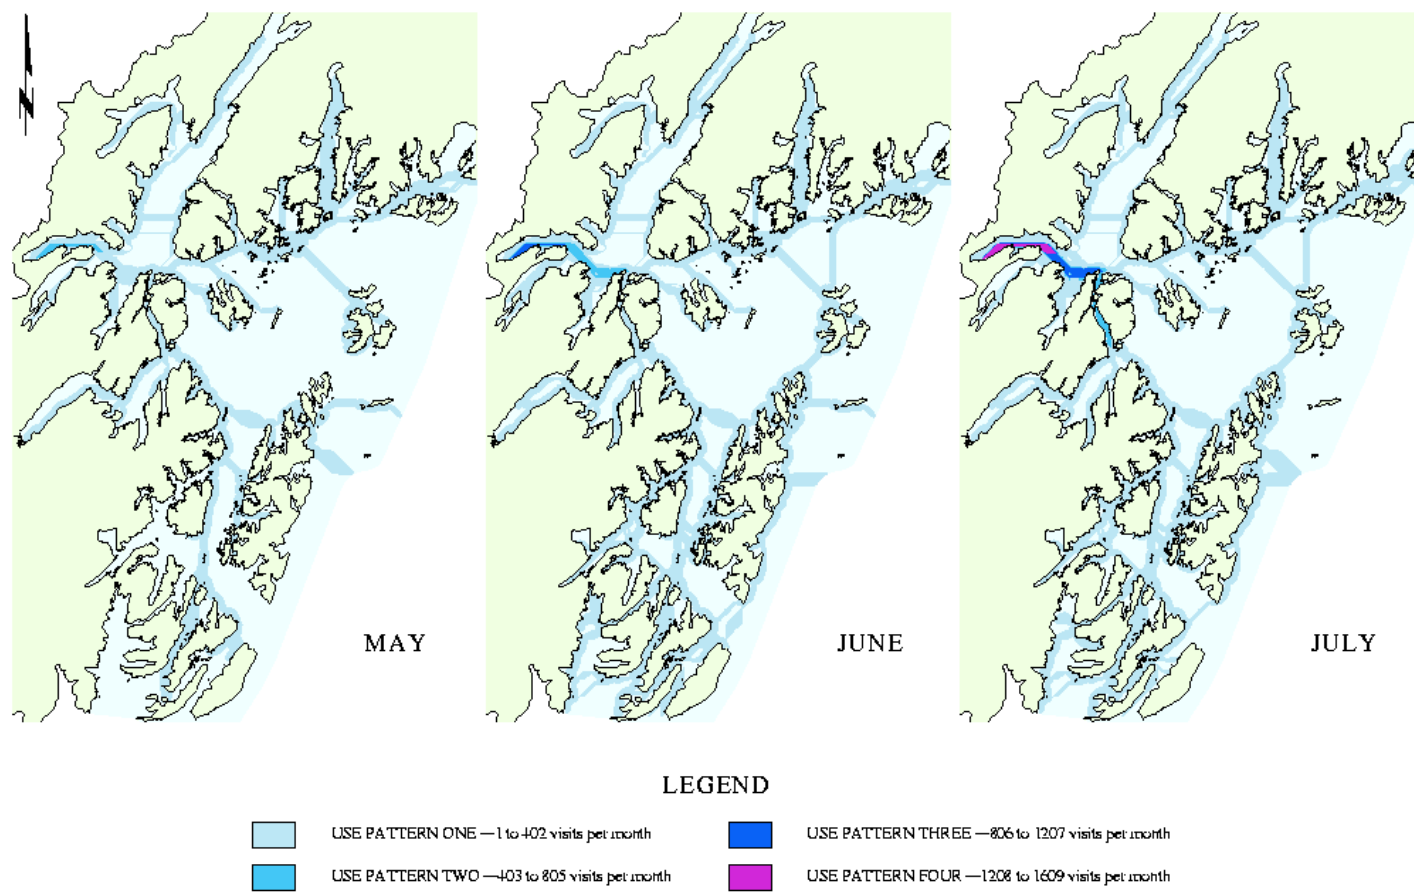 MAY
JUNE
JULY
LEGEND
USE PATTERN ONE — 1 to 402 visits per month
USE PATTERN THREE — 806 to 1207 visits per month
USE PATTERN TWO — 403 to 805 visits per month
USE PATTERN FOUR — 1208 to 1609 visits per month